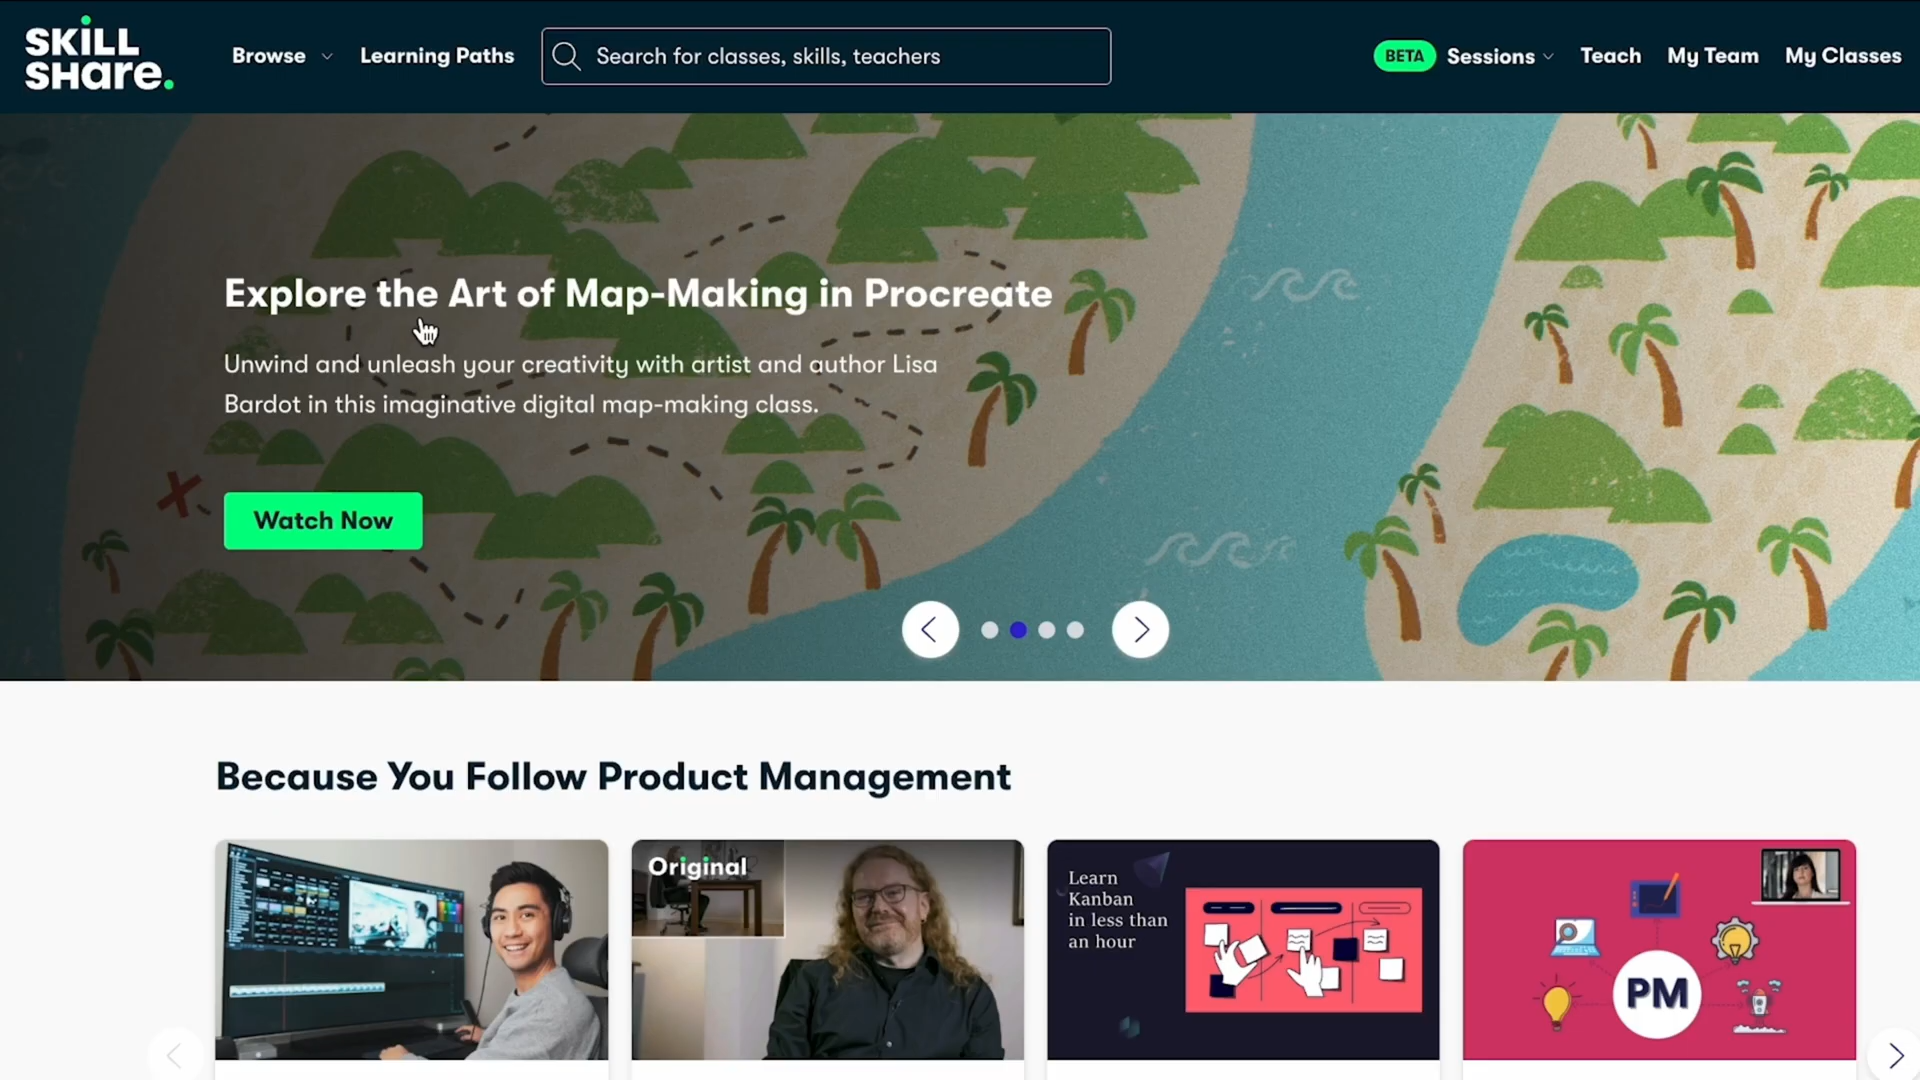 SKiLL
SHare.
Browse
Learning Paths
Search for classes, skills, teachers
BETA
Sessions
Teach
My Team
My Classes
Explore the Art of Map-Making in Procreate
Unwind and unleash your creativity with artist and author Lisa
Bardot in this imaginative digital map-making class.
Watch Now
Because You Follow Product Management
Original
Learn
Kanban
in less than
an hour
PM